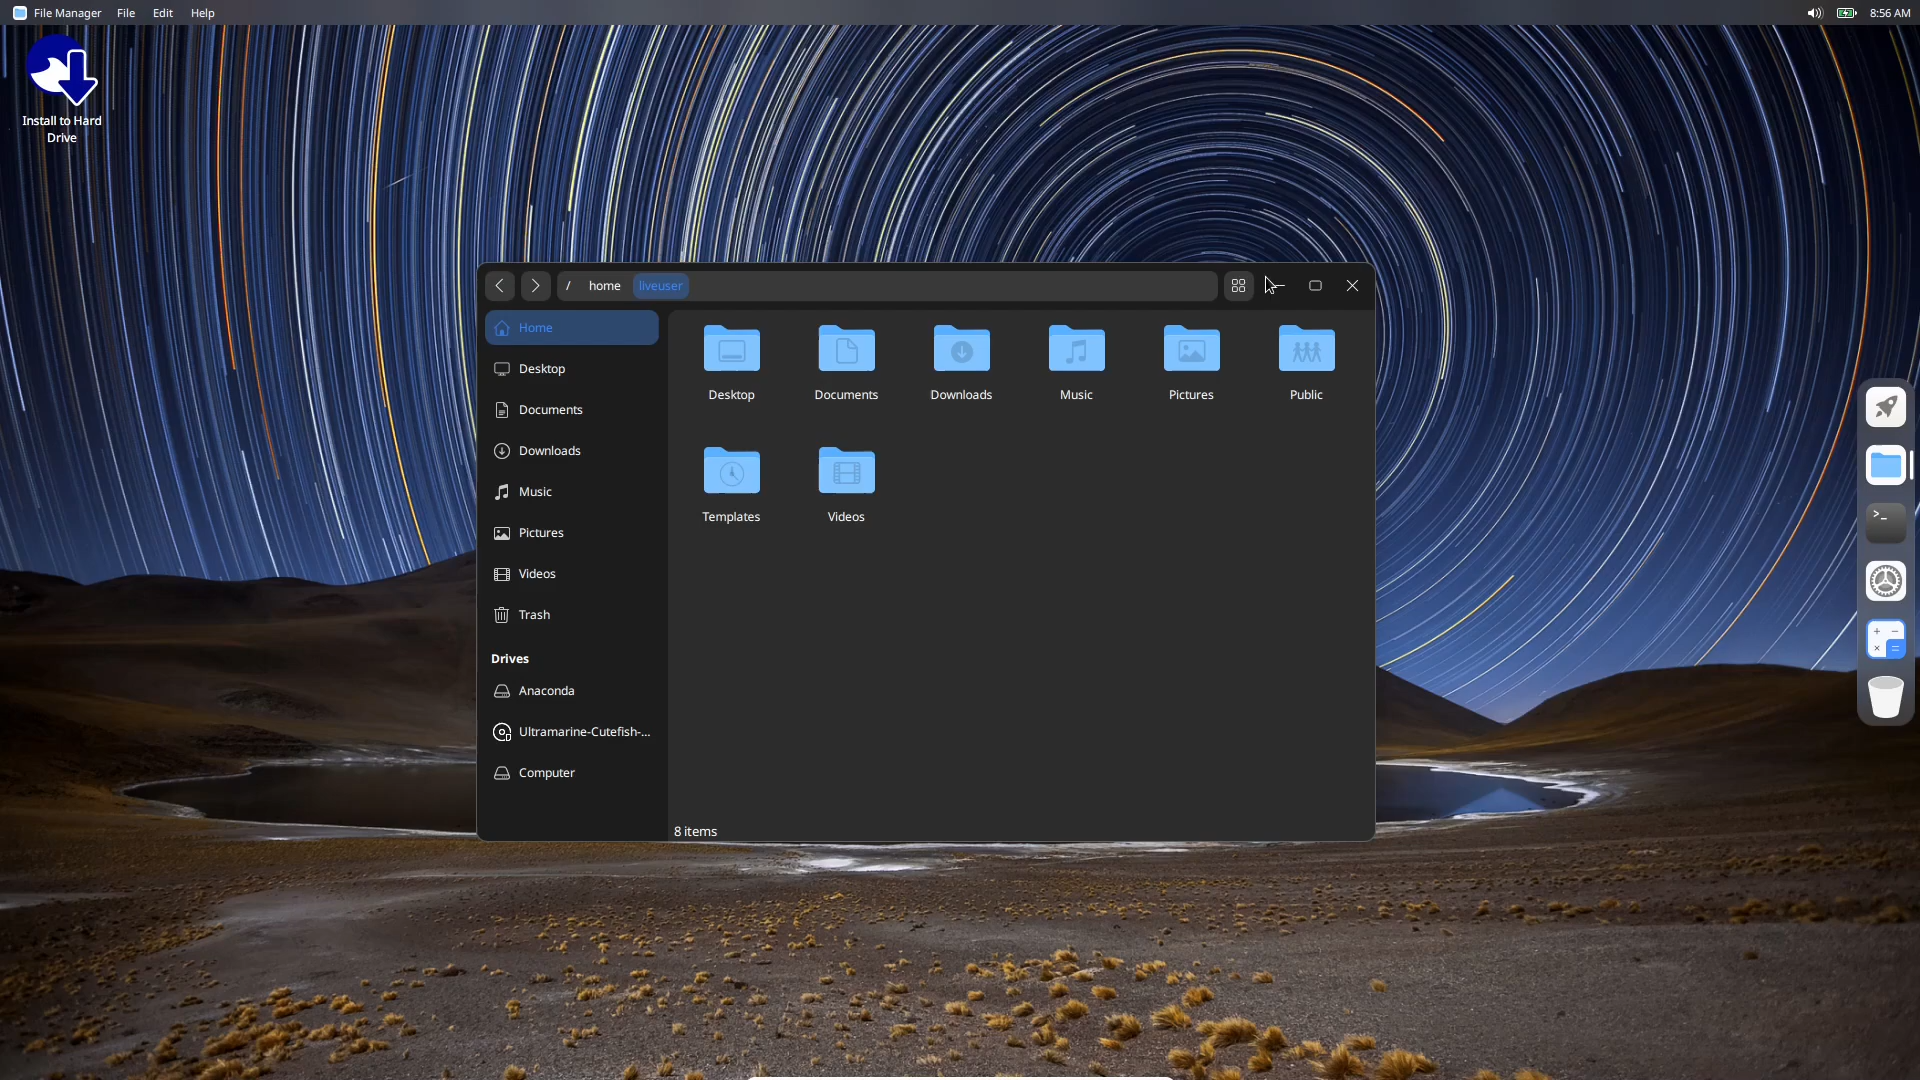 File Manager File Edit Help
8:56 AM
Install to Hard
Drive
/ home liveuser
Home
Desktop
Documents
Downloads
Music
Pictures
Videos
Trash
Drives
Anaconda
Ultramarine-Cutefish-...
Computer
Desktop Documents Downloads Music Pictures Public
Templates Videos
8 items